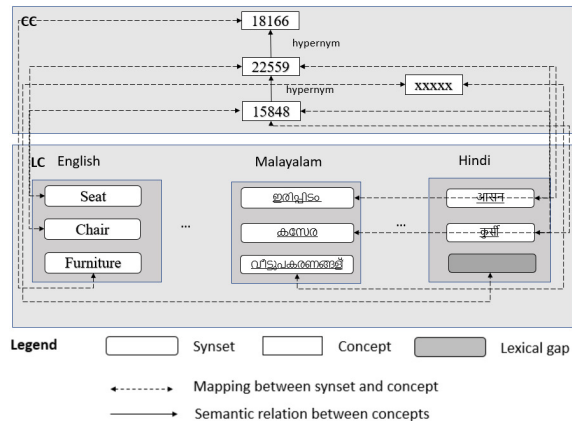 CC
18166
hypernym
22559
xxxxx
hypernym
15848
LC English Malayalam Hindi
Seat ഇരിപ്പിടം आसन
... ...
Chair കസേര कुर्सी
Furniture വീട്ടുപകരണങ്ങള്
Legend Synset Concept Lexical gap
Mapping between synset and concept
Semantic relation between concepts